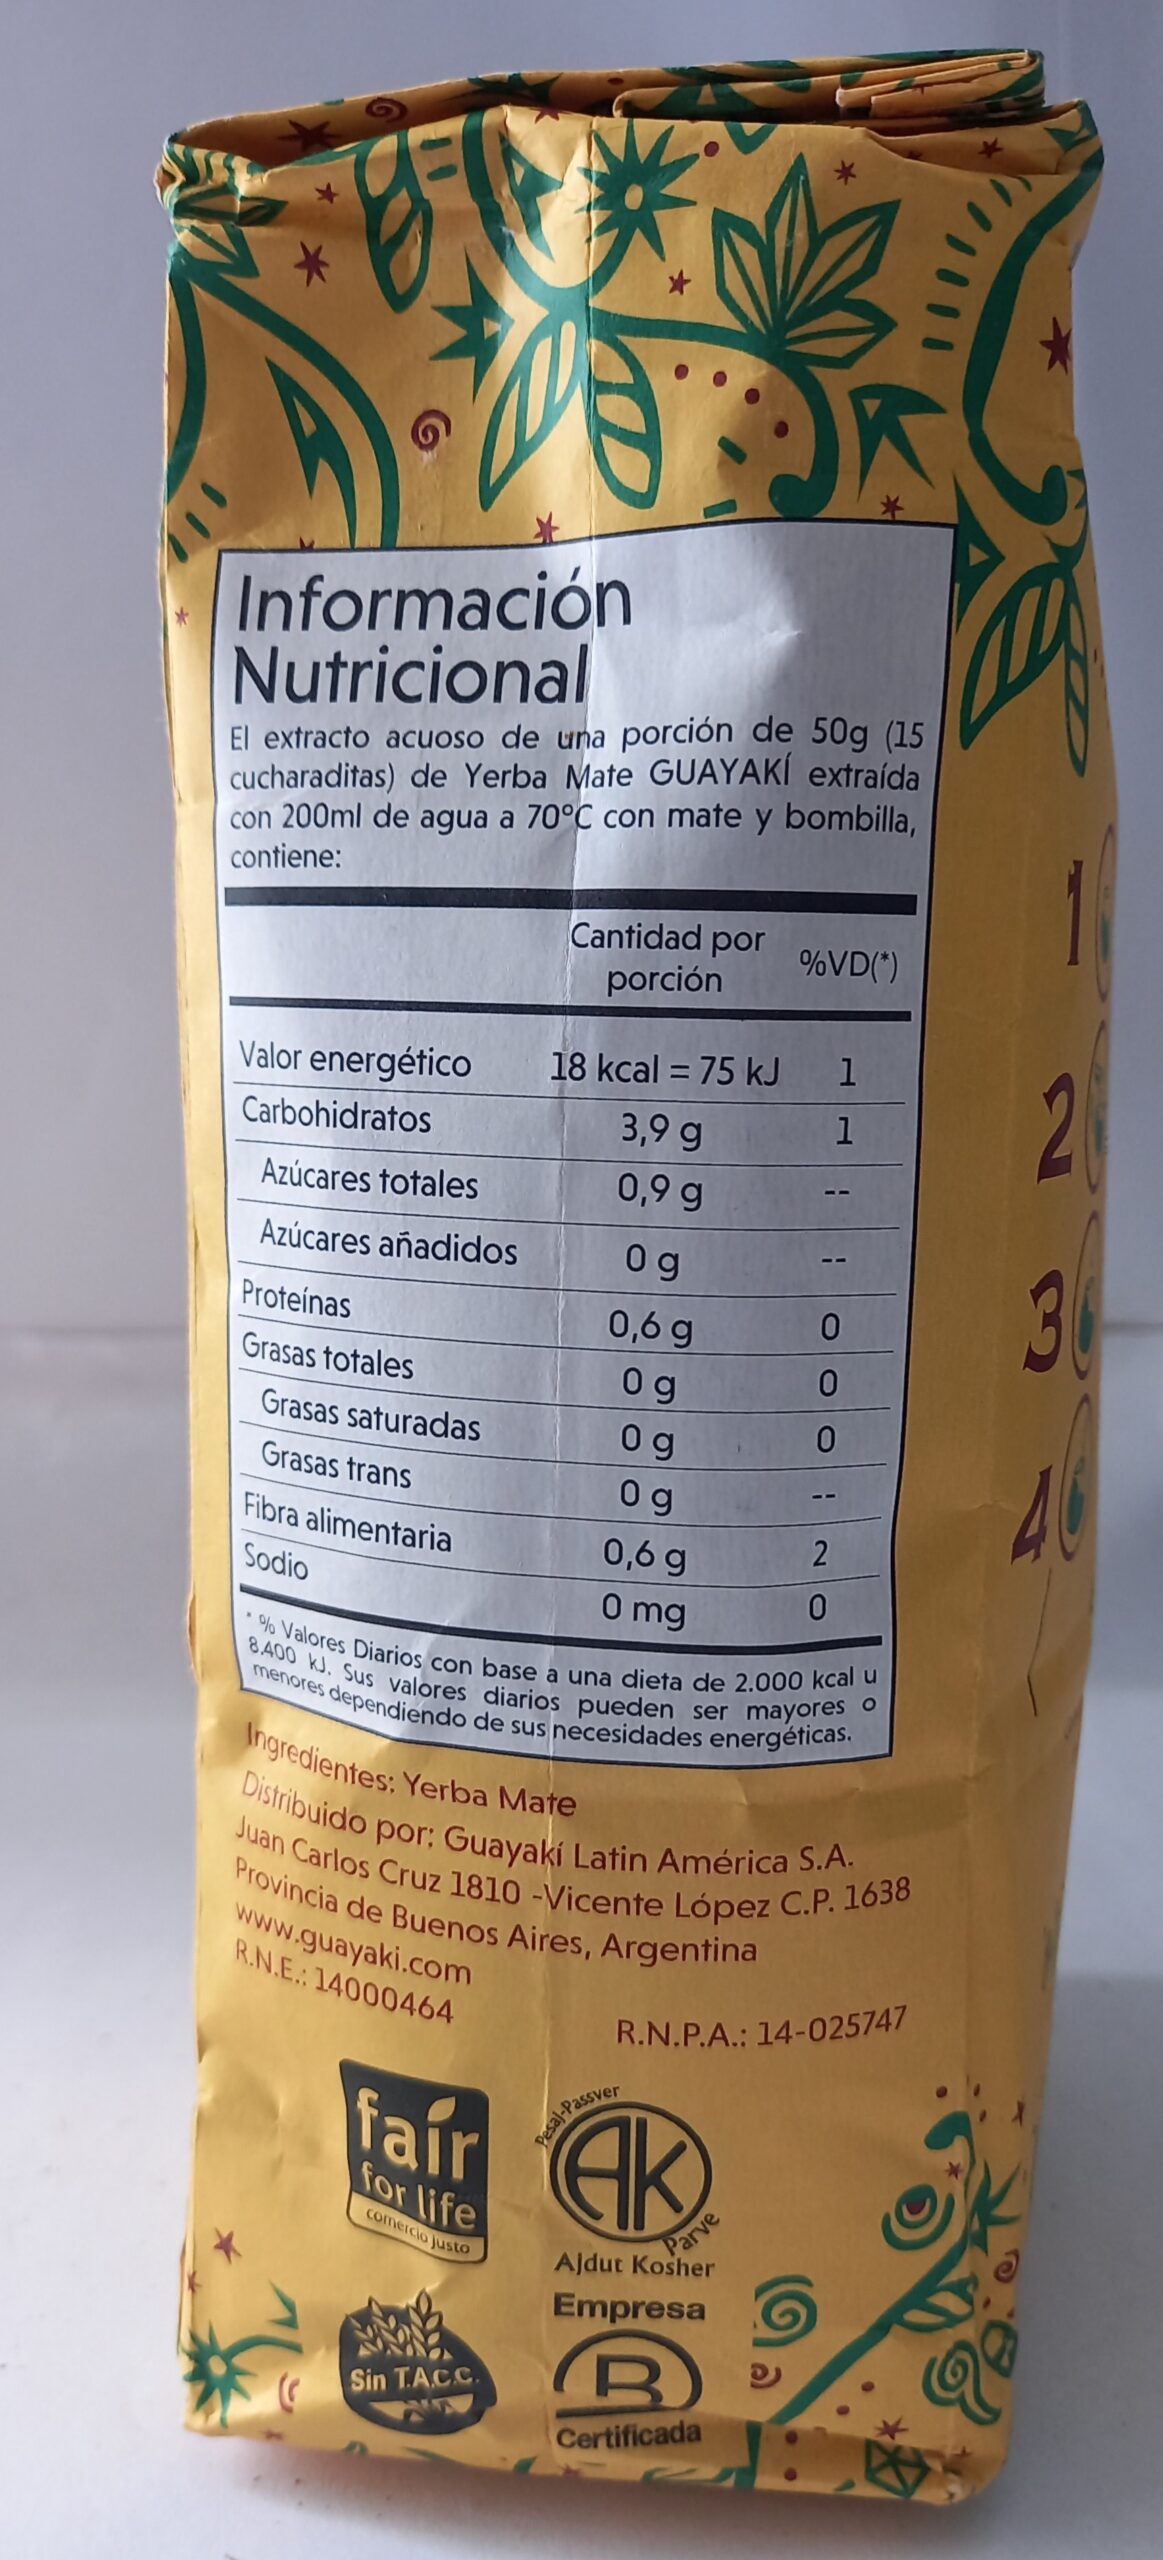 Información
Nutricional
El extracto acuoso de una porción de 50g (15
cucharaditas) de Yerba Mate GUAYAKÍ extraída
con 200ml de agua a 70°C con mate y bombilla,
contiene:
Cantidad por porción %VD(*)
Valor energético 18 kcal = 75 kJ 1
Carbohidratos 3,9 g 1
Azúcares totales 0,9 g --
Azúcares añadidos 0 g --
Proteínas 0,6 g 0
Grasas totales 0 g 0
Grasas saturadas 0 g 0
Grasas trans 0 g --
Fibra alimentaria 0,6 g 2
Sodio 0 mg 0
* % Valores Diarios con base a una dieta de 2.000 kcal u
8.400 kJ. Sus valores diarios pueden ser mayores o
menores dependiendo de sus necesidades energéticas.
Ingredientes: Yerba Mate
Distribuido por: Guayakí Latin América S.A.
Juan Carlos Cruz 1810 -Vicente López C.P. 1638
Provincia de Buenos Aires, Argentina
www.guayaki.com
R.N.E.: 14000464
R.N.P.A.: 14-025747
fair
for life
comercio justo
Pesaj-Passver
AK
Parve
Ajdut Kosher
Sin T.A.C.C.
Empresa
B
Certificada
1
2
3
4